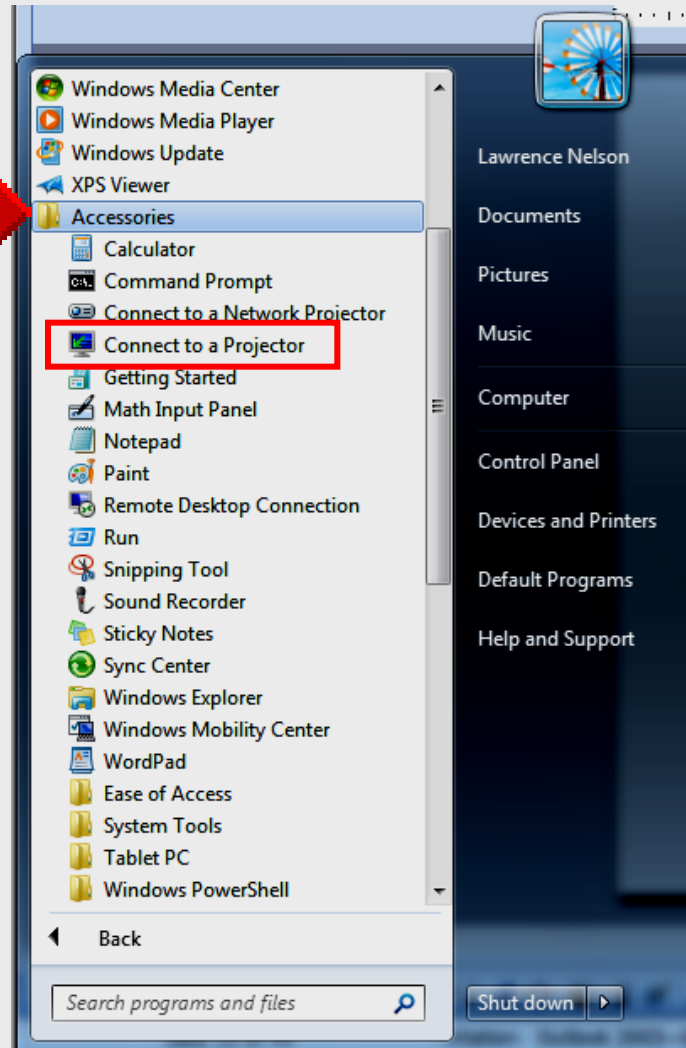 Windows Media Center
Windows Media Player
Windows Update
XPS Viewer
Accessories
Calculator
Command Prompt
Connect to a Network Projector
Connect to a Projector
Getting Started
Math Input Panel
Notepad
Paint
Remote Desktop Connection
Run
Snipping Tool
Sound Recorder
Sticky Notes
Sync Center
Windows Explorer
Windows Mobility Center
WordPad
Ease of Access
System Tools
Tablet PC
Windows PowerShell
Back
Search programs and files
Lawrence Nelson
Documents
Pictures
Music
Computer
Control Panel
Devices and Printers
Default Programs
Help and Support
Shut down